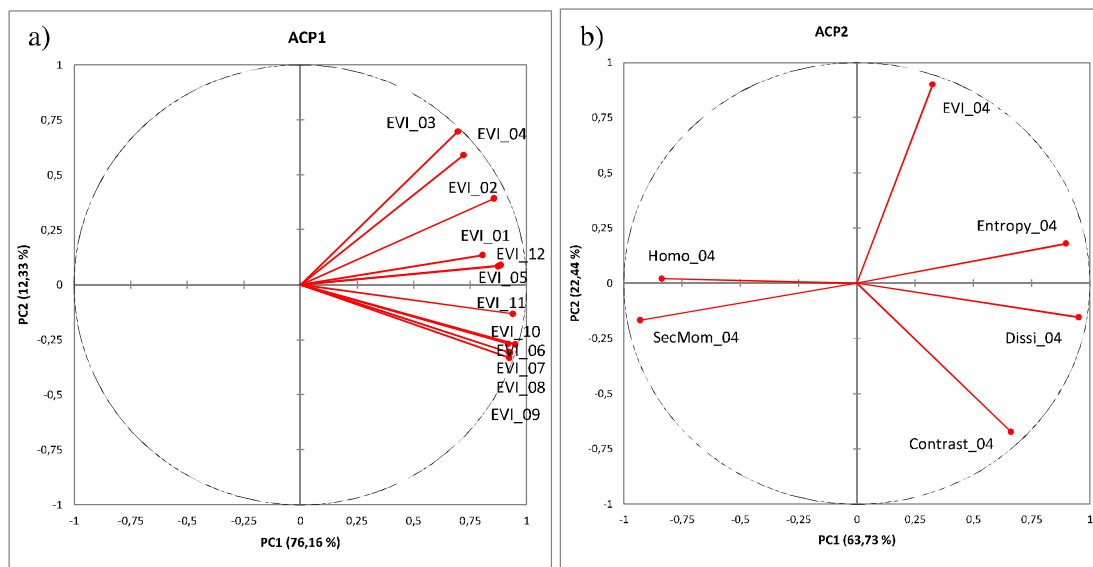 a)
ACP1
1
0,75
0,5
0,25
0
-0,25
-0,5
-0,75
-1
-1
-0,75
-0,5
-0,25
0
0,25
0,5
0,75
1
PC2 (12,33 %)
PC1 (76,16 %)
EVI_03
EVI_04
EVI_02
EVI_01
EVI_12
EVI_05
EVI_11
EVI_10
EVI_06
EVI_07
EVI_08
EVI_09
b)
ACP2
1
0,75
0,5
0,25
0
-0,25
-0,5
-0,75
-1
-1
-0,75
-0,5
-0,25
0
0,25
0,5
0,75
1
PC2 (22,44 %)
PC1 (63,73 %)
EVI_04
Entropy_04
Homo_04
SecMom_04
Dissi_04
Contrast_04